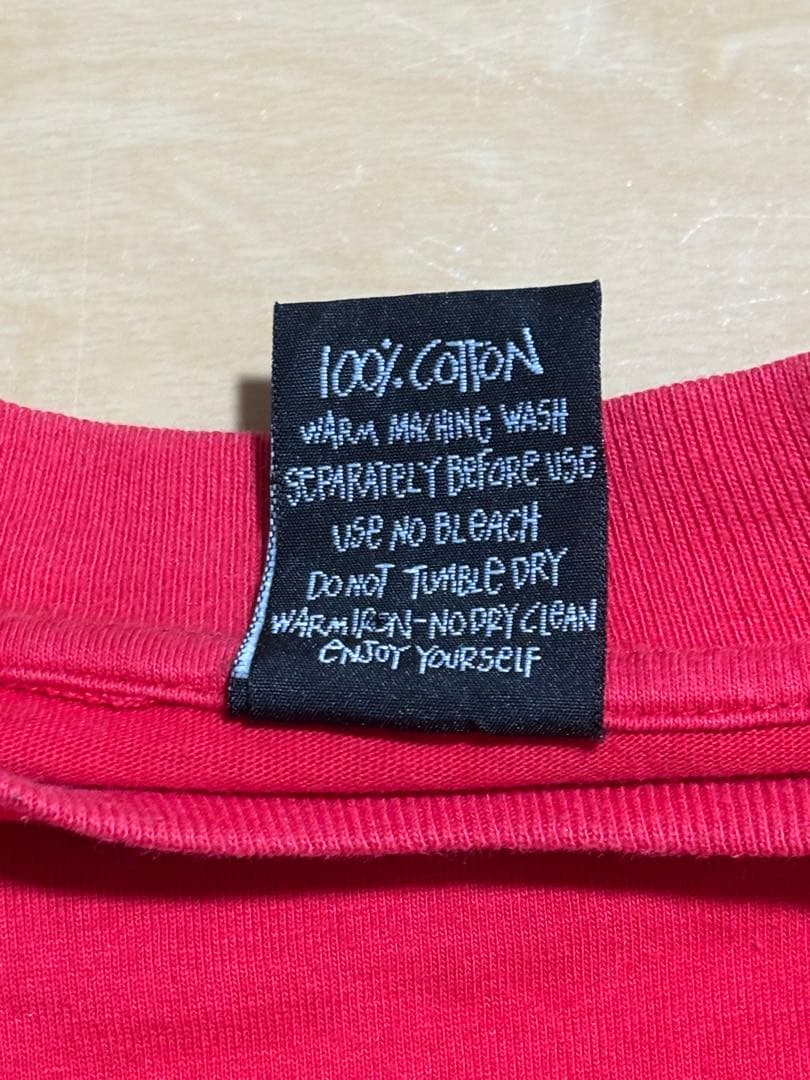 100% COTTON
WARM MACHINE WASH
SEPARATELY BEFORE USE
USE NO BLEACH
DO NOT TUMBLE DRY
WARM IRON-NO DRY CLEAN
ENJOY YOURSELF